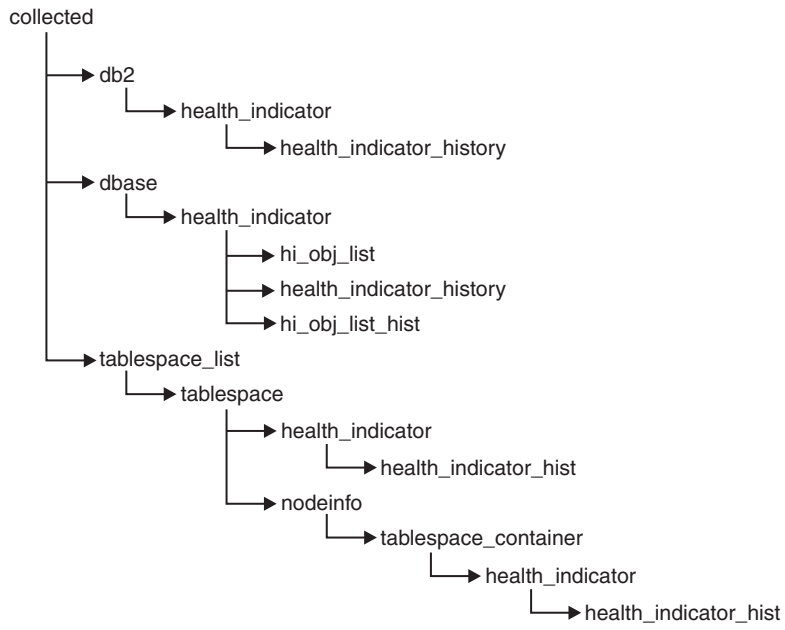 collected
db2
health_indicator
health_indicator_history
dbase
health_indicator
hi_obj_list
health_indicator_history
hi_obj_list_hist
tablespace_list
tablespace
health_indicator
health_indicator_hist
nodeinfo
tablespace_container
health_indicator
health_indicator_hist